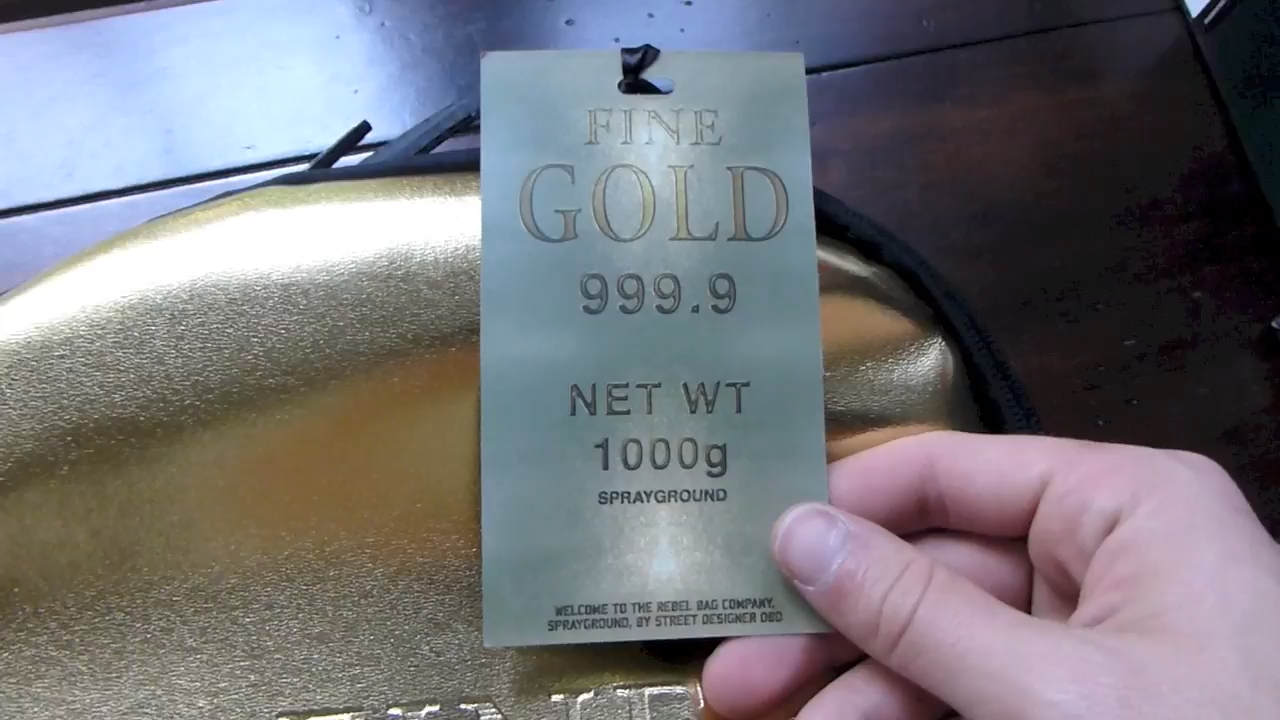 FINE
GOLD
999.9
NET WT
1000g
SPRAYGROUND
WELCOME TO THE REBEL BAG COMPANY,
SPRAYGROUND, BY STREET DESIGNER DBD